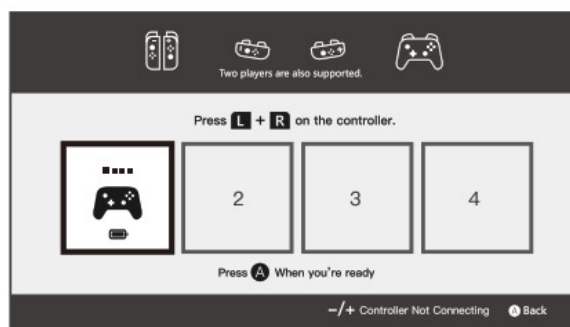 Two players are also supported.
Press L + R on the controller.
2 3 4
Press A When you're ready
-/+ Controller Not Connecting A Back